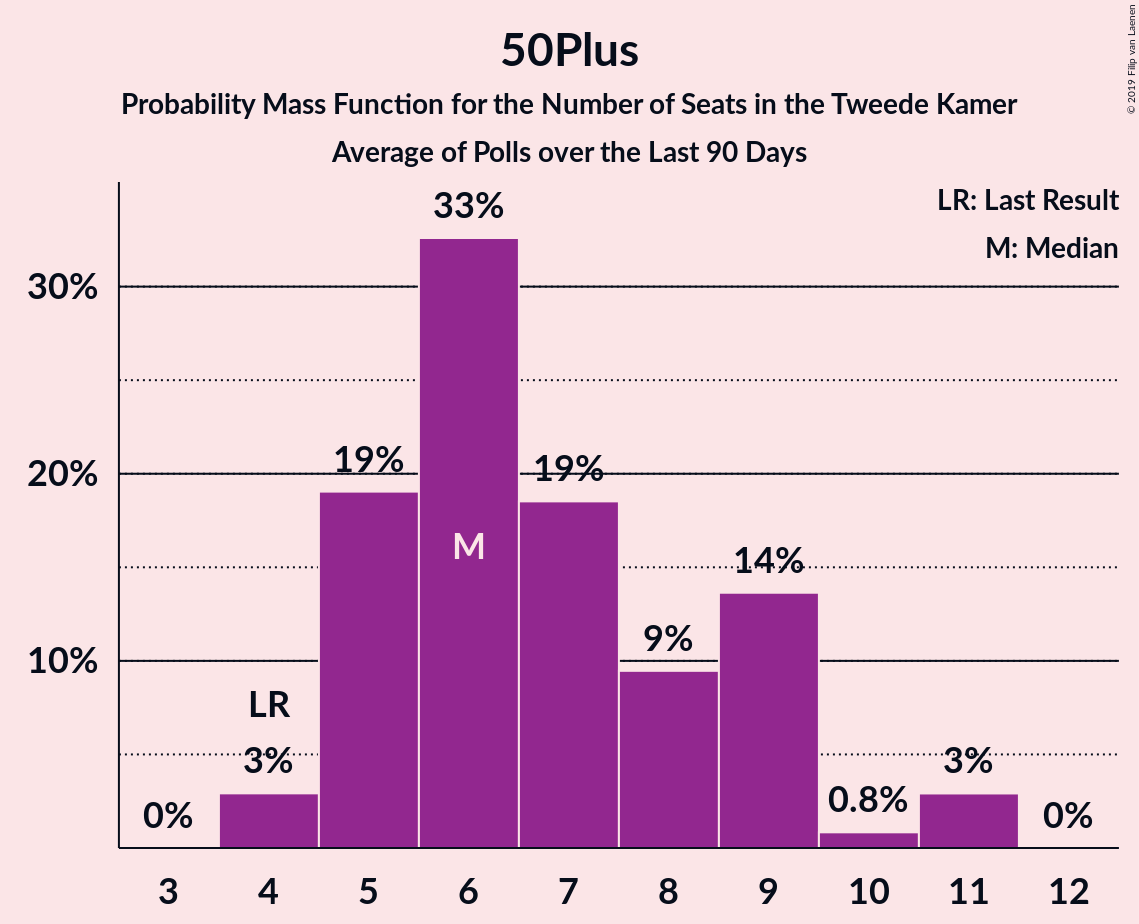 50Plus
Probability Mass Function for the Number of Seats in the Tweede Kamer
Average of Polls over the Last 90 Days
© 2019 Filip van Laenen
LR: Last Result
M: Median
30%
20%
10%
0%
LR
3%
19%
33%
M
19%
9%
14%
0.8%
3%
0%
3 4 5 6 7 8 9 10 11 12